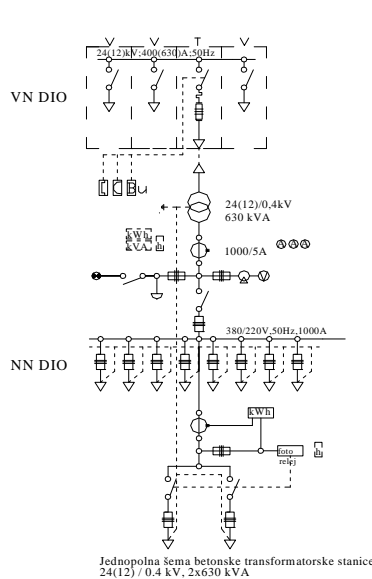 V V T V
24(12)kV;400(630)A;50Hz
VN DIO
Bu
24(12)/0,4kV
630 kVA
kWh
kVA
h
1000/5A
A A A
A V
380/220V,50Hz,1000A
NN DIO
kWh
foto
relej
h
Jednopolna šema betonske transformatorske stanice
24(12) / 0.4 kV, 2x630 kVA